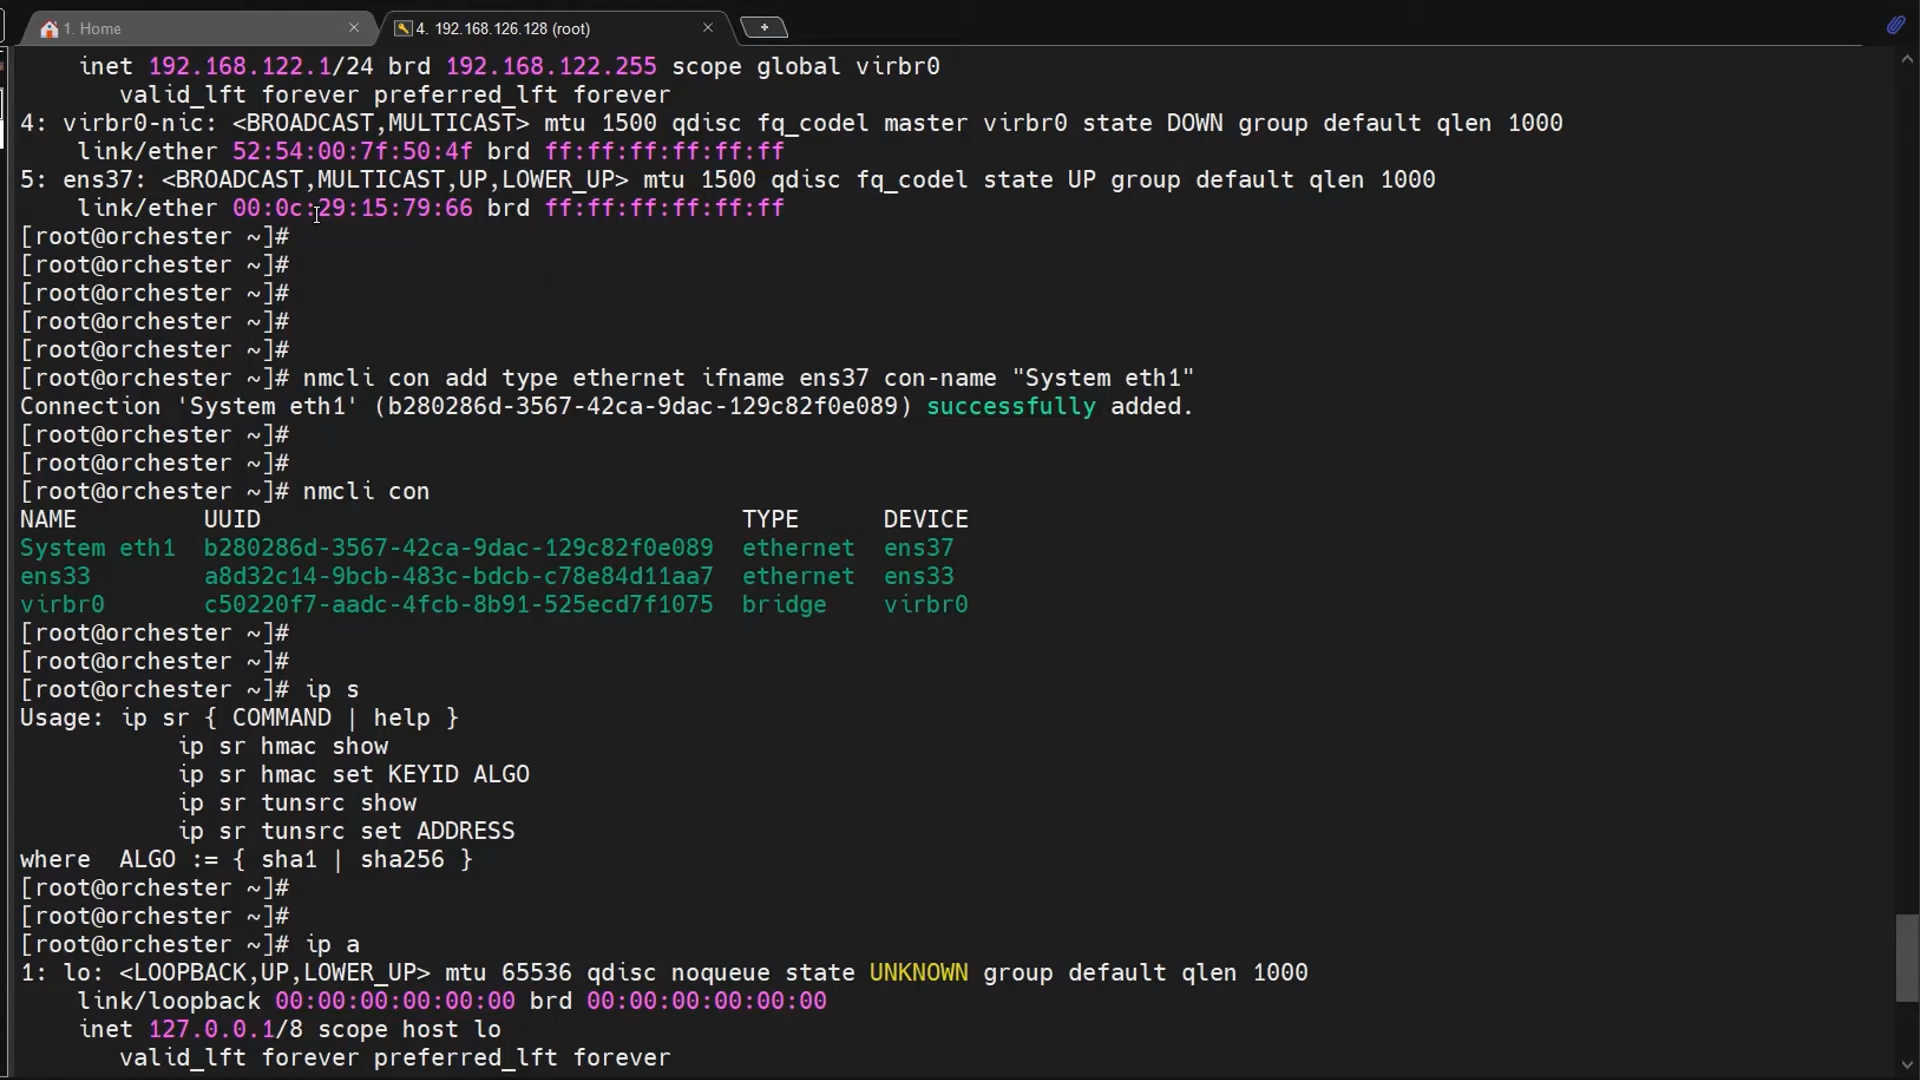 1. Home
4. 192.168.126.128 (root)
inet 192.168.122.1/24 brd 192.168.122.255 scope global virbr0
valid_lft forever preferred_lft forever
4: virbr0-nic: <BROADCAST,MULTICAST> mtu 1500 qdisc fq_codel master virbr0 state DOWN group default qlen 1000
link/ether 52:54:00:7f:50:4f brd ff:ff:ff:ff:ff:ff
5: ens37: <BROADCAST,MULTICAST,UP,LOWER_UP> mtu 1500 qdisc fq_codel state UP group default qlen 1000
link/ether 00:0c:29:15:79:66 brd ff:ff:ff:ff:ff:ff
[root@orchester ~]#
[root@orchester ~]#
[root@orchester ~]#
[root@orchester ~]#
[root@orchester ~]#
[root@orchester ~]# nmcli con add type ethernet ifname ens37 con-name "System eth1"
Connection 'System eth1' (b280286d-3567-42ca-9dac-129c82f0e089) successfully added.
[root@orchester ~]#
[root@orchester ~]#
[root@orchester ~]# nmcli con
NAME UUID TYPE DEVICE
System eth1 b280286d-3567-42ca-9dac-129c82f0e089 ethernet ens37
ens33 a8d32c14-9bcb-483c-bdcb-c78e84d11aa7 ethernet ens33
virbr0 c50220f7-aadc-4fcb-8b91-525ecd7f1075 bridge virbr0
[root@orchester ~]#
[root@orchester ~]#
[root@orchester ~]# ip s
Usage: ip sr { COMMAND | help }
ip sr hmac show
ip sr hmac set KEYID ALGO
ip sr tunsrc show
ip sr tunsrc set ADDRESS
where ALGO := { sha1 | sha256 }
[root@orchester ~]#
[root@orchester ~]#
[root@orchester ~]# ip a
1: lo: <LOOPBACK,UP,LOWER_UP> mtu 65536 qdisc noqueue state UNKNOWN group default qlen 1000
link/loopback 00:00:00:00:00:00 brd 00:00:00:00:00:00
inet 127.0.0.1/8 scope host lo
valid_lft forever preferred_lft forever